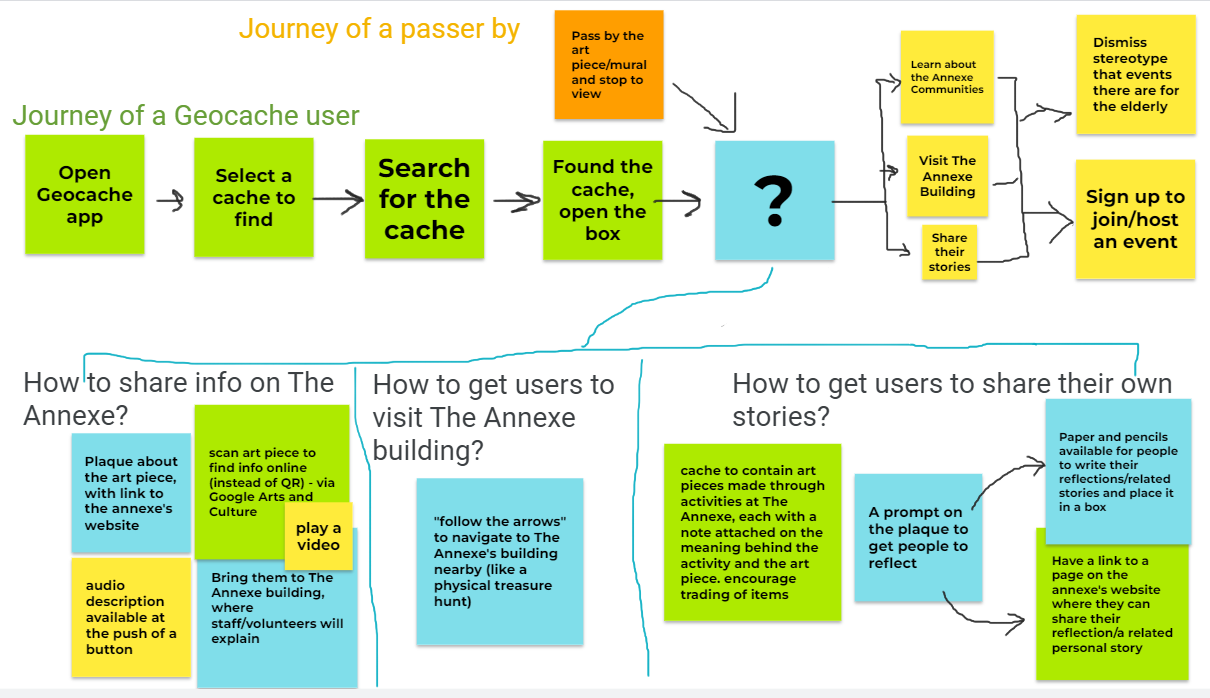 Journey of a passer by
Pass by the
art
piece/mural
and stop to
view
Journey of a Geocache user
Open
Geocache
app
Select a
cache to
find
Search
for the
cache
Found the
cache,
open the
box
?
Learn about
the Annexe
Communities
Visit The
Annexe
Building
Share
their
stories
Dismiss
stereotype
that events
there are for
the elderly
Sign up to
join/host
an event
How to share info on The
Annexe?
Plaque about
the art piece,
with link to
the annexe's
website
scan art piece to
find info online
(instead of QR) - via
Google Arts and
Culture
play a
video
audio
description
available at
the push of a
button
Bring them to The
Annexe building,
where
staff/volunteers will
explain
How to get users to
visit The Annexe
building?
"follow the arrows"
to navigate to The
Annexe's building
nearby (like a
physical treasure
hunt)
How to get users to share their own
stories?
cache to contain art
pieces made through
activities at The
Annexe, each with a
note attached on the
meaning behind the
activity and the art
piece. encourage
trading of items
A prompt on
the plaque to
get people to
reflect
Paper and pencils
available for people
to write their
reflections/related
stories and place it
in a box
Have a link to a
page on the
annexe's website
where they can
share their
reflection/a related
personal story